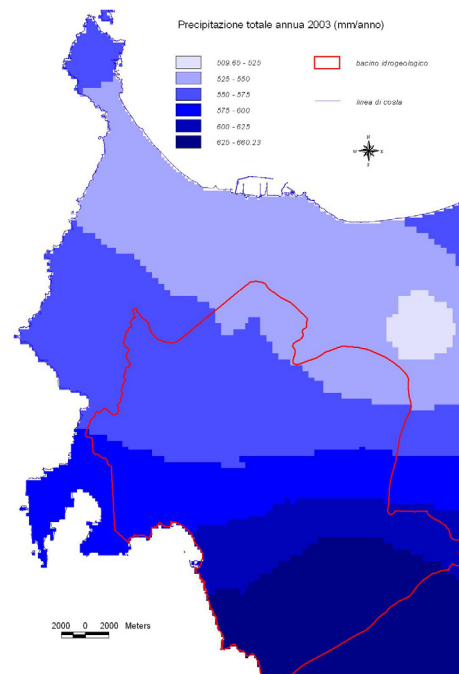 Precipitazione totale annua 2003 (mm/anno)
509.65 - 525
525 - 550
550 - 575
575 - 600
600 - 625
625 - 660.23
bacino idrogeologico
linea di costa
N
W E
S
2000 0 2000 Meters